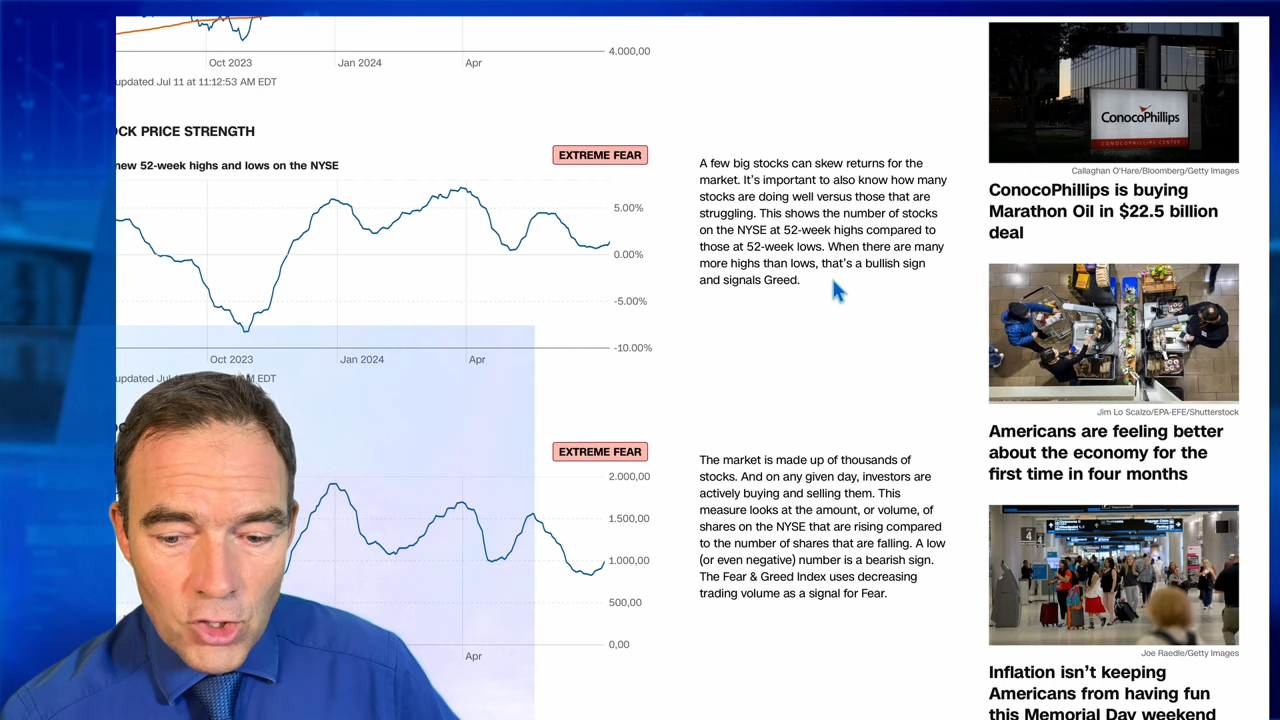 4.000,00
Oct 2023
Jan 2024
Apr
updated Jul 11 at 11:12:53 AM EDT
OCK PRICE STRENGTH
EXTREME FEAR
new 52-week highs and lows on the NYSE
5.00%
0.00%
-5.00%
-10.00%
Oct 2023
Jan 2024
Apr
updated Jul
AM EDT
EXTREME FEAR
2.000,00
1.500,00
1.000,00
500,00
0,00
Apr
A few big stocks can skew returns for the
market. It's important to also know how many
stocks are doing well versus those that are
struggling. This shows the number of stocks
on the NYSE at 52-week highs compared to
those at 52-week lows. When there are many
more highs than lows, that's a bullish sign
and signals Greed.
The market is made up of thousands of
stocks. And on any given day, investors are
actively buying and selling them. This
measure looks at the amount, or volume, of
shares on the NYSE that are rising compared
to the number of shares that are falling. A low
(or even negative) number is a bearish sign.
The Fear & Greed Index uses decreasing
trading volume as a signal for Fear.
ConocoPhillips
CONOCOPHILLIPS CENTER
Callaghan O'Hare/Bloomberg/Getty Images
ConocoPhillips is buying
Marathon Oil in $22.5 billion
deal
Jim Lo Scalzo/EPA-EFE/Shutterstock
Americans are feeling better
about the economy for the
first time in four months
4
Joe Raedle/Getty Images
Inflation isn't keeping
Americans from having fun
this Memorial Day weekend